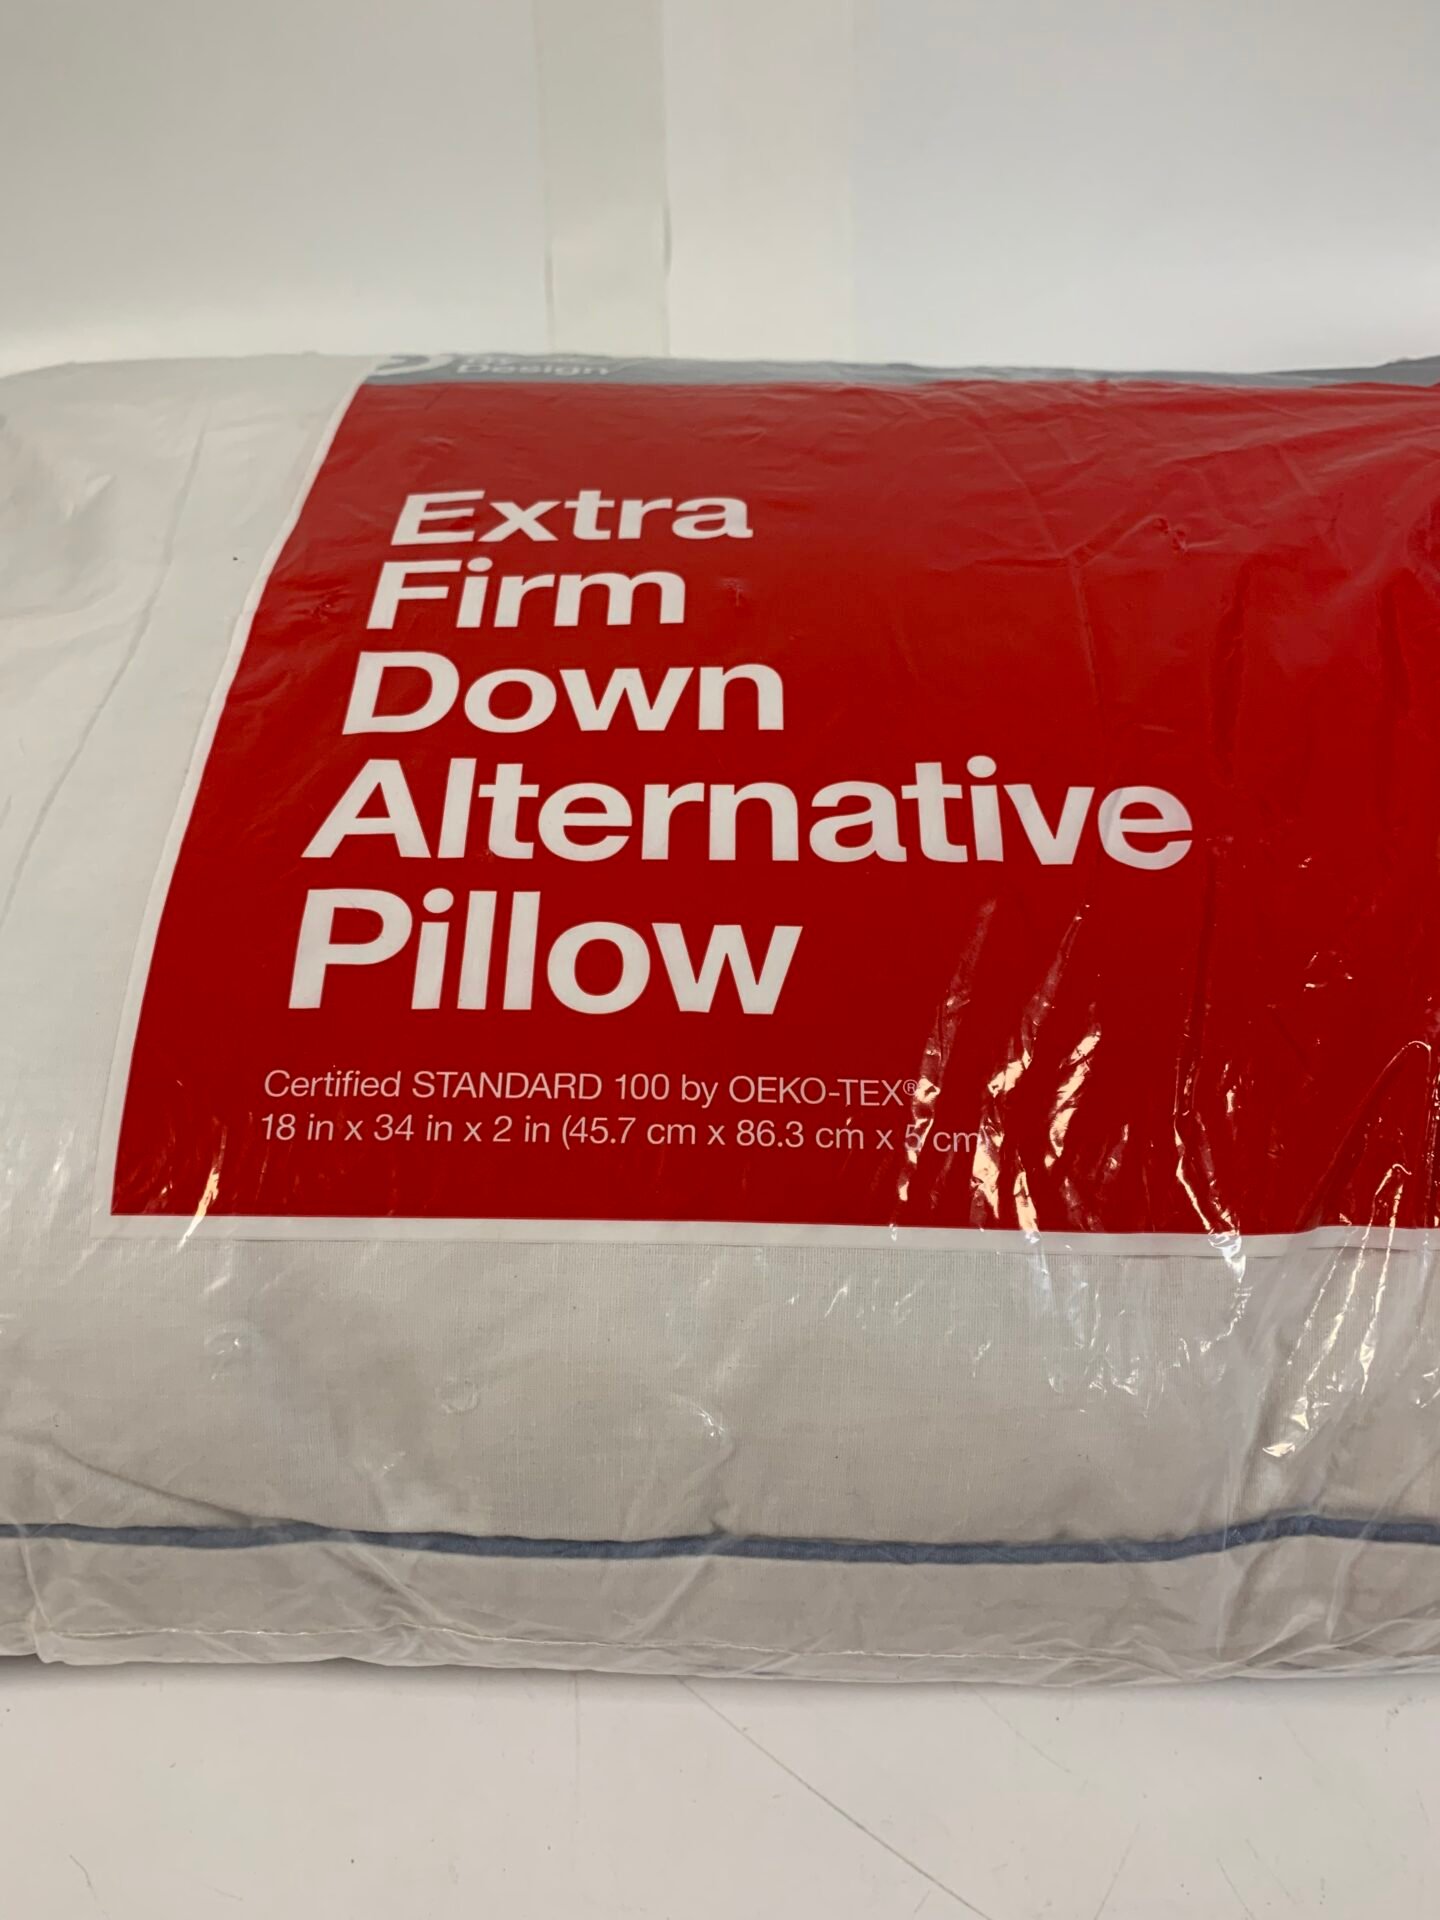 Design
Extra
Firm
Down
Alternative
Pillow
Certified STANDARD 100 by OEKO-TEX®
18 in x 34 in x 2 in (45.7 cm x 86.3 cm x 5 cm)